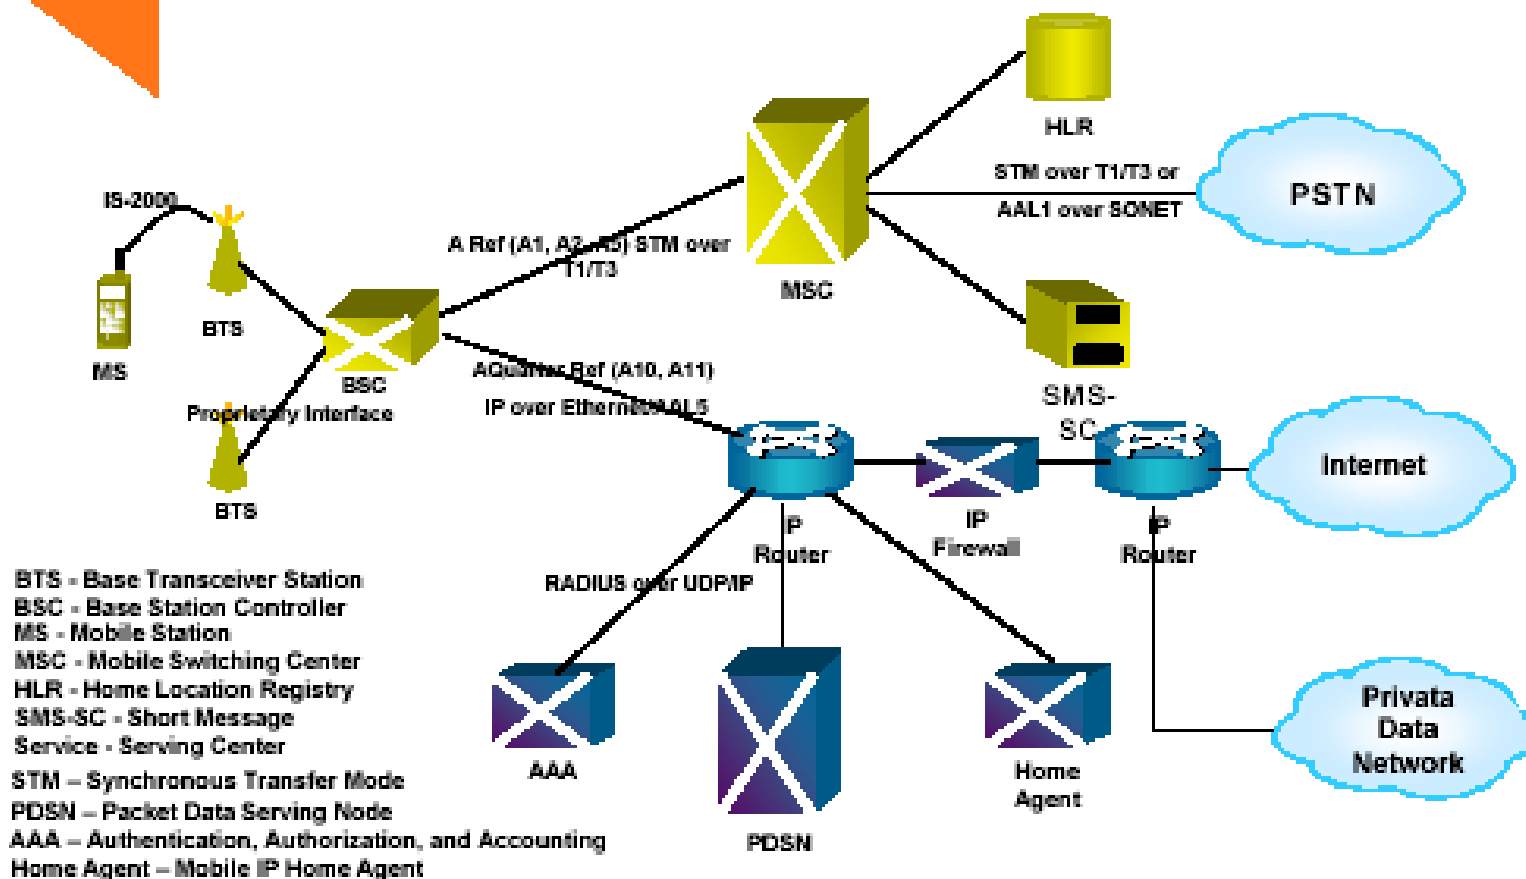 HLR
STM over T1/T3 or
AAL1 over SONET
PSTN
IS-2000
A Ref (A1, A2, A5) STM over
T1/T3
MSC
BTS
MS
BSC
Proprietary Interface
AQuarter Ref (A10, A11)
IP over Ethernet/AAL5
SMS-
SC
Internet
BTS
IP
Router
IP
Firewall
IP
Router
RADIUS over UDP/IP
AAA
PDSN
Home
Agent
Privata
Data
Network
BTS - Base Transceiver Station
BSC - Base Station Controller
MS - Mobile Station
MSC - Mobile Switching Center
HLR - Home Location Registry
SMS-SC - Short Message
Service - Serving Center
STM – Synchronous Transfer Mode
PDSN – Packet Data Serving Node
AAA – Authentication, Authorization, and Accounting
Home Agent – Mobile IP Home Agent